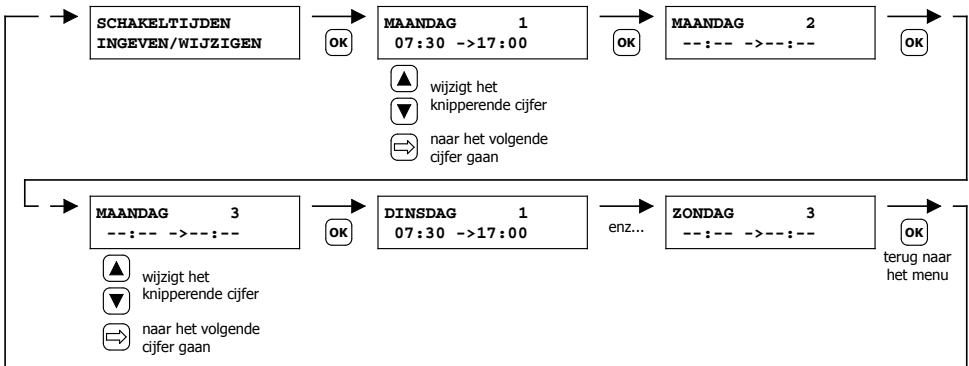 SCHAKELTIJDEN
INGEVEN/WIJZIGEN
OK
MAANDAG 1
07:30 ->17:00
OK
MAANDAG 2
--:-- ->--:--
OK
wijzigt het
knipperende cijfer
naar het volgende
cijfer gaan
MAANDAG 3
--:-- ->--:--
OK
DINSDAG 1
07:30 ->17:00
enz...
ZONDAG 3
--:-- ->--:--
OK
terug naar
het menu
wijzigt het
knipperende cijfer
naar het volgende
cijfer gaan